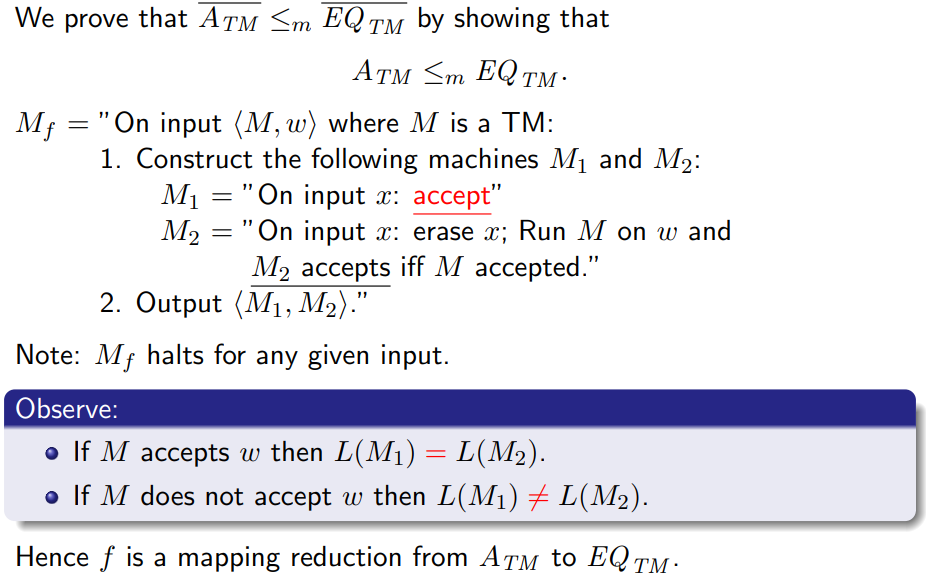 We prove that $\overline{A_{TM}} \leq_m \overline{EQ_{TM}}$ by showing that
$A_{TM} \leq_m EQ_{TM}.$
$M_f$ = "On input ⟨$M, w$⟩ where $M$ is a TM:
1. Construct the following machines $M_1$ and $M_2$:
$M_1$ = "On input $x$: accept"
$M_2$ = "On input $x$: erase $x$; Run $M$ on $w$ and
$M_2$ accepts iff $M$ accepted."
2. Output ⟨$M_1, M_2$⟩."
Note: $M_f$ halts for any given input.
Observe:
• If $M$ accepts $w$ then $L(M_1) = L(M_2)$.
• If $M$ does not accept $w$ then $L(M_1) \neq L(M_2)$.
Hence $f$ is a mapping reduction from $A_{TM}$ to $EQ_{TM}$.